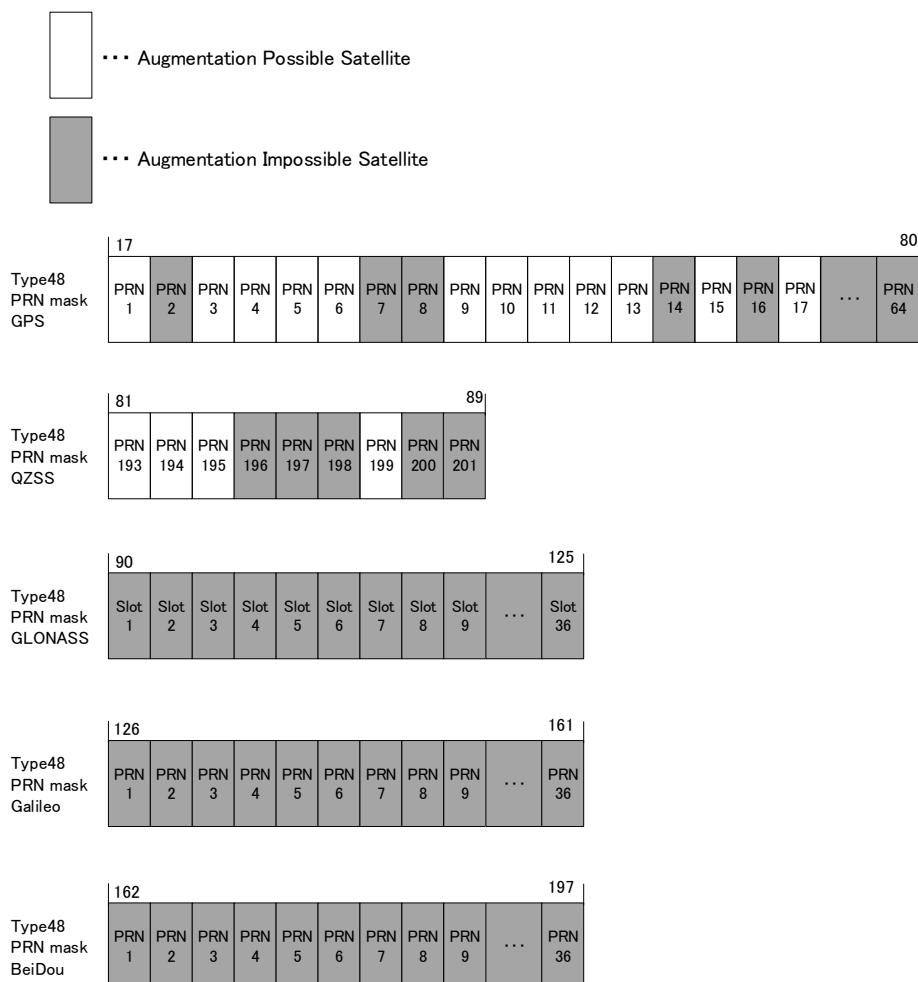 ･･･ Augmentation Possible Satellite
･･･ Augmentation Impossible Satellite
17 80
Type48
PRN mask
GPS
PRN 1 PRN 2 PRN 3 PRN 4 PRN 5 PRN 6 PRN 7 PRN 8 PRN 9 PRN 10 PRN 11 PRN 12 PRN 13 PRN 14 PRN 15 PRN 16 PRN 17 ･･･ PRN 64
81 89
Type48
PRN mask
QZSS
PRN 193 PRN 194 PRN 195 PRN 196 PRN 197 PRN 198 PRN 199 PRN 200 PRN 201
90 125
Type48
PRN mask
GLONASS
Slot 1 Slot 2 Slot 3 Slot 4 Slot 5 Slot 6 Slot 7 Slot 8 Slot 9 ･･･ Slot 36
126 161
Type48
PRN mask
Galileo
PRN 1 PRN 2 PRN 3 PRN 4 PRN 5 PRN 6 PRN 7 PRN 8 PRN 9 ･･･ PRN 36
162 197
Type48
PRN mask
BeiDou
PRN 1 PRN 2 PRN 3 PRN 4 PRN 5 PRN 6 PRN 7 PRN 8 PRN 9 ･･･ PRN 36